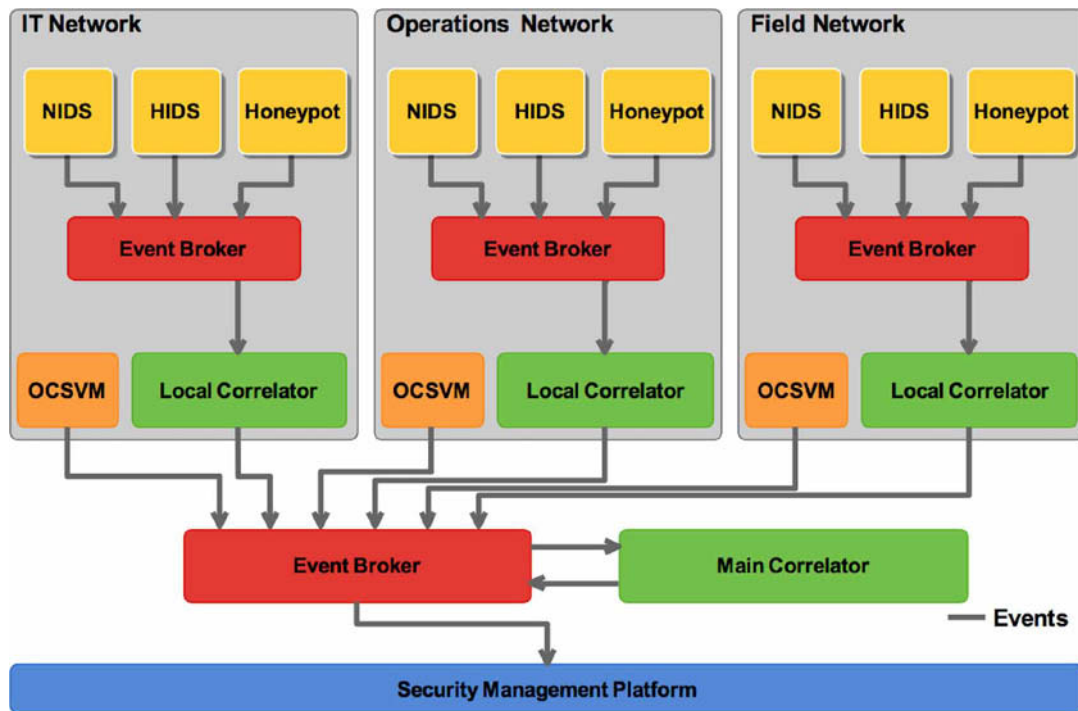 IT Network
Operations Network
Field Network
NIDS
HIDS
Honeypot
NIDS
HIDS
Honeypot
NIDS
HIDS
Honeypot
Event Broker
Event Broker
Event Broker
OCSVM
Local Correlator
OCSVM
Local Correlator
OCSVM
Local Correlator
Event Broker
Main Correlator
Events
Security Management Platform